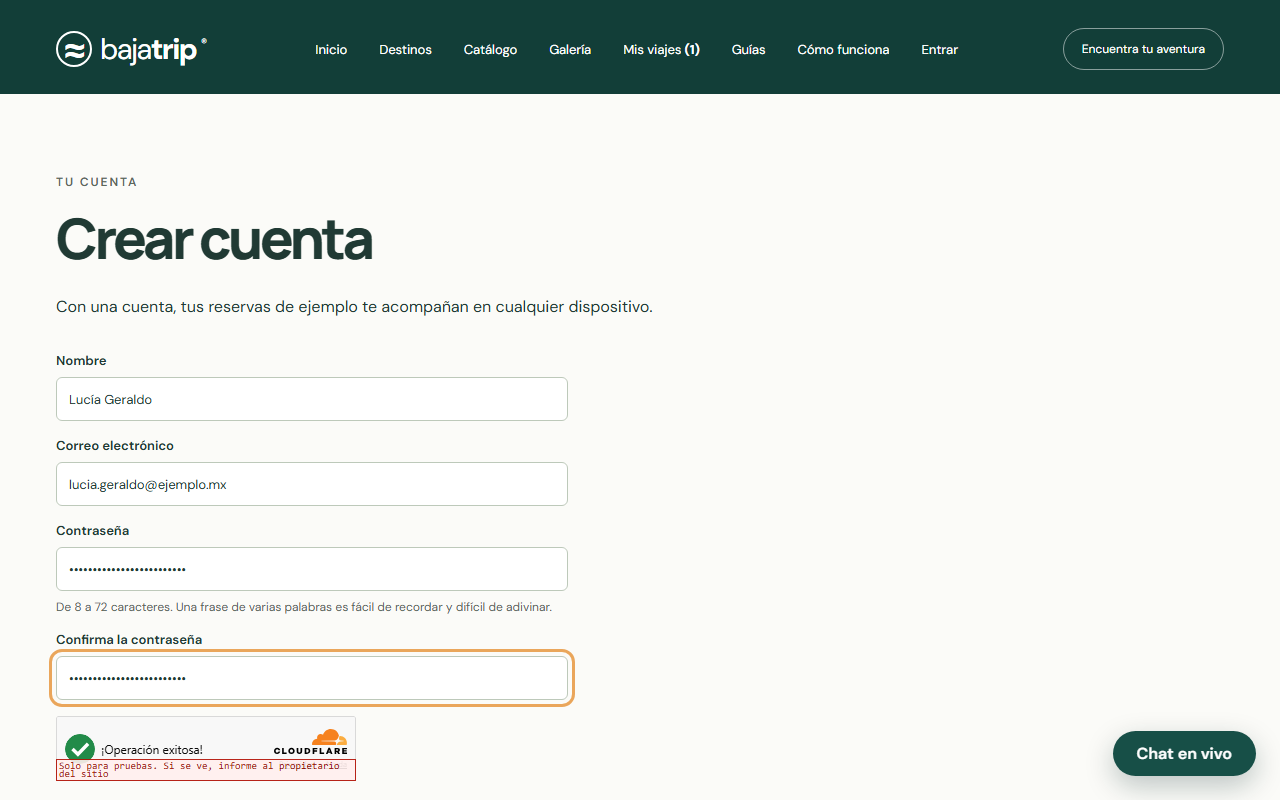 bajatrip®
Inicio
Destinos
Catálogo
Galería
Mis viajes (1)
Guías
Cómo funciona
Entrar
Encuentra tu aventura
TU CUENTA
Crear cuenta
Con una cuenta, tus reservas de ejemplo te acompañan en cualquier dispositivo.
Nombre
Lucía Geraldo
Correo electrónico
lucia.geraldo@ejemplo.mx
Contraseña
•••••••••••••••••••••••••
De 8 a 72 caracteres. Una frase de varias palabras es fácil de recordar y difícil de adivinar.
Confirma la contraseña
•••••••••••••••••••••••••
¡Operación exitosa!
CLOUDFLARE
Solo para pruebas. Si se ve, informe al propietario
del sitio
Chat en vivo